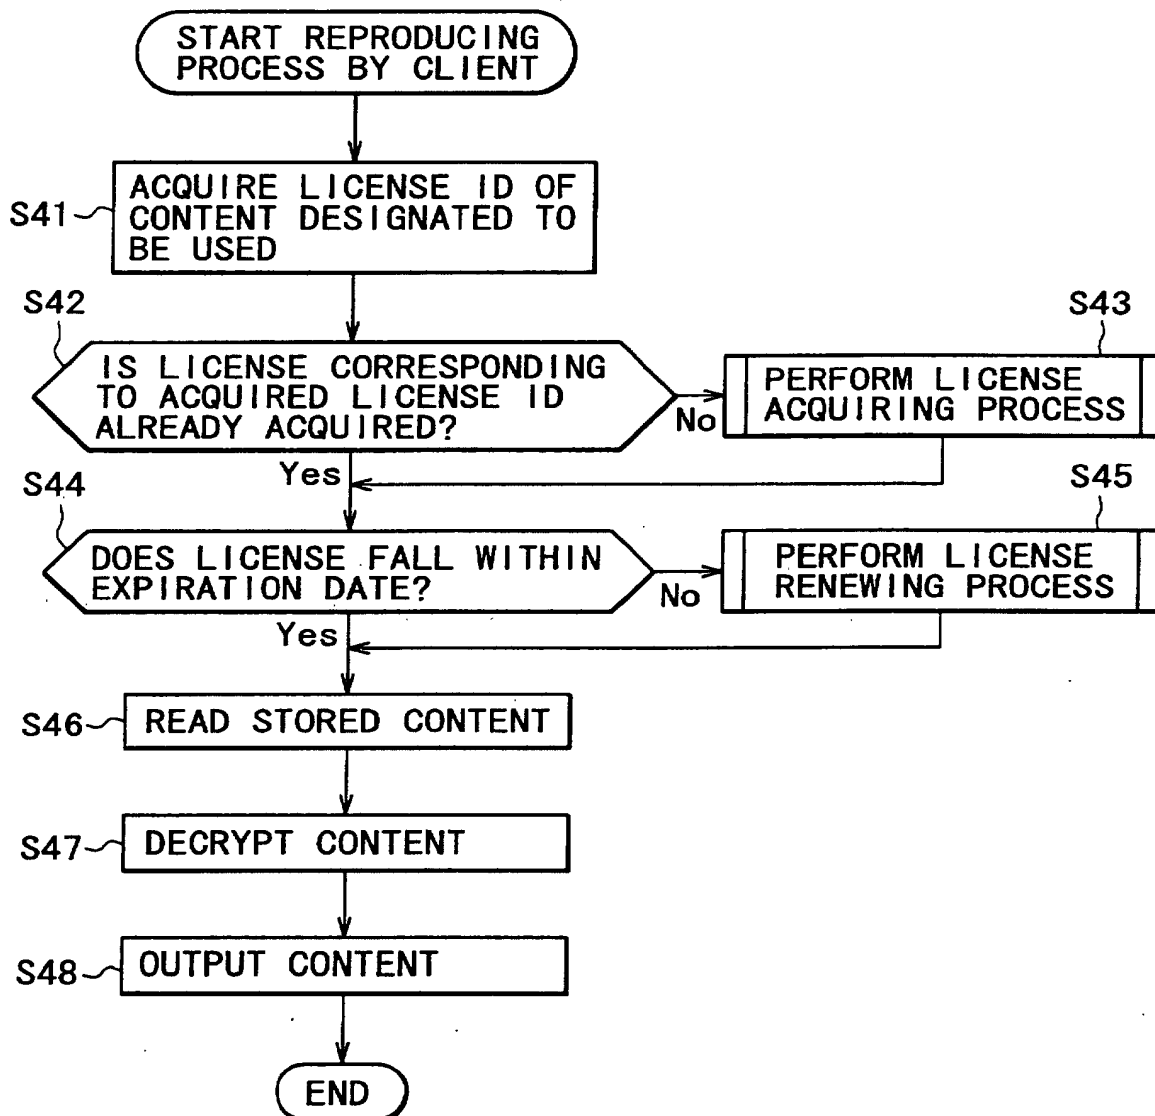 START REPRODUCING
PROCESS BY CLIENT
S41
ACQUIRE LICENSE ID OF
CONTENT DESIGNATED TO
BE USED
S42
IS LICENSE CORRESPONDING
TO ACQUIRED LICENSE ID
ALREADY ACQUIRED?
No
S43
PERFORM LICENSE
ACQUIRING PROCESS
Yes
S44
DOES LICENSE FALL WITHIN
EXPIRATION DATE?
No
S45
PERFORM LICENSE
RENEWING PROCESS
Yes
S46
READ STORED CONTENT
S47
DECRYPT CONTENT
S48
OUTPUT CONTENT
END